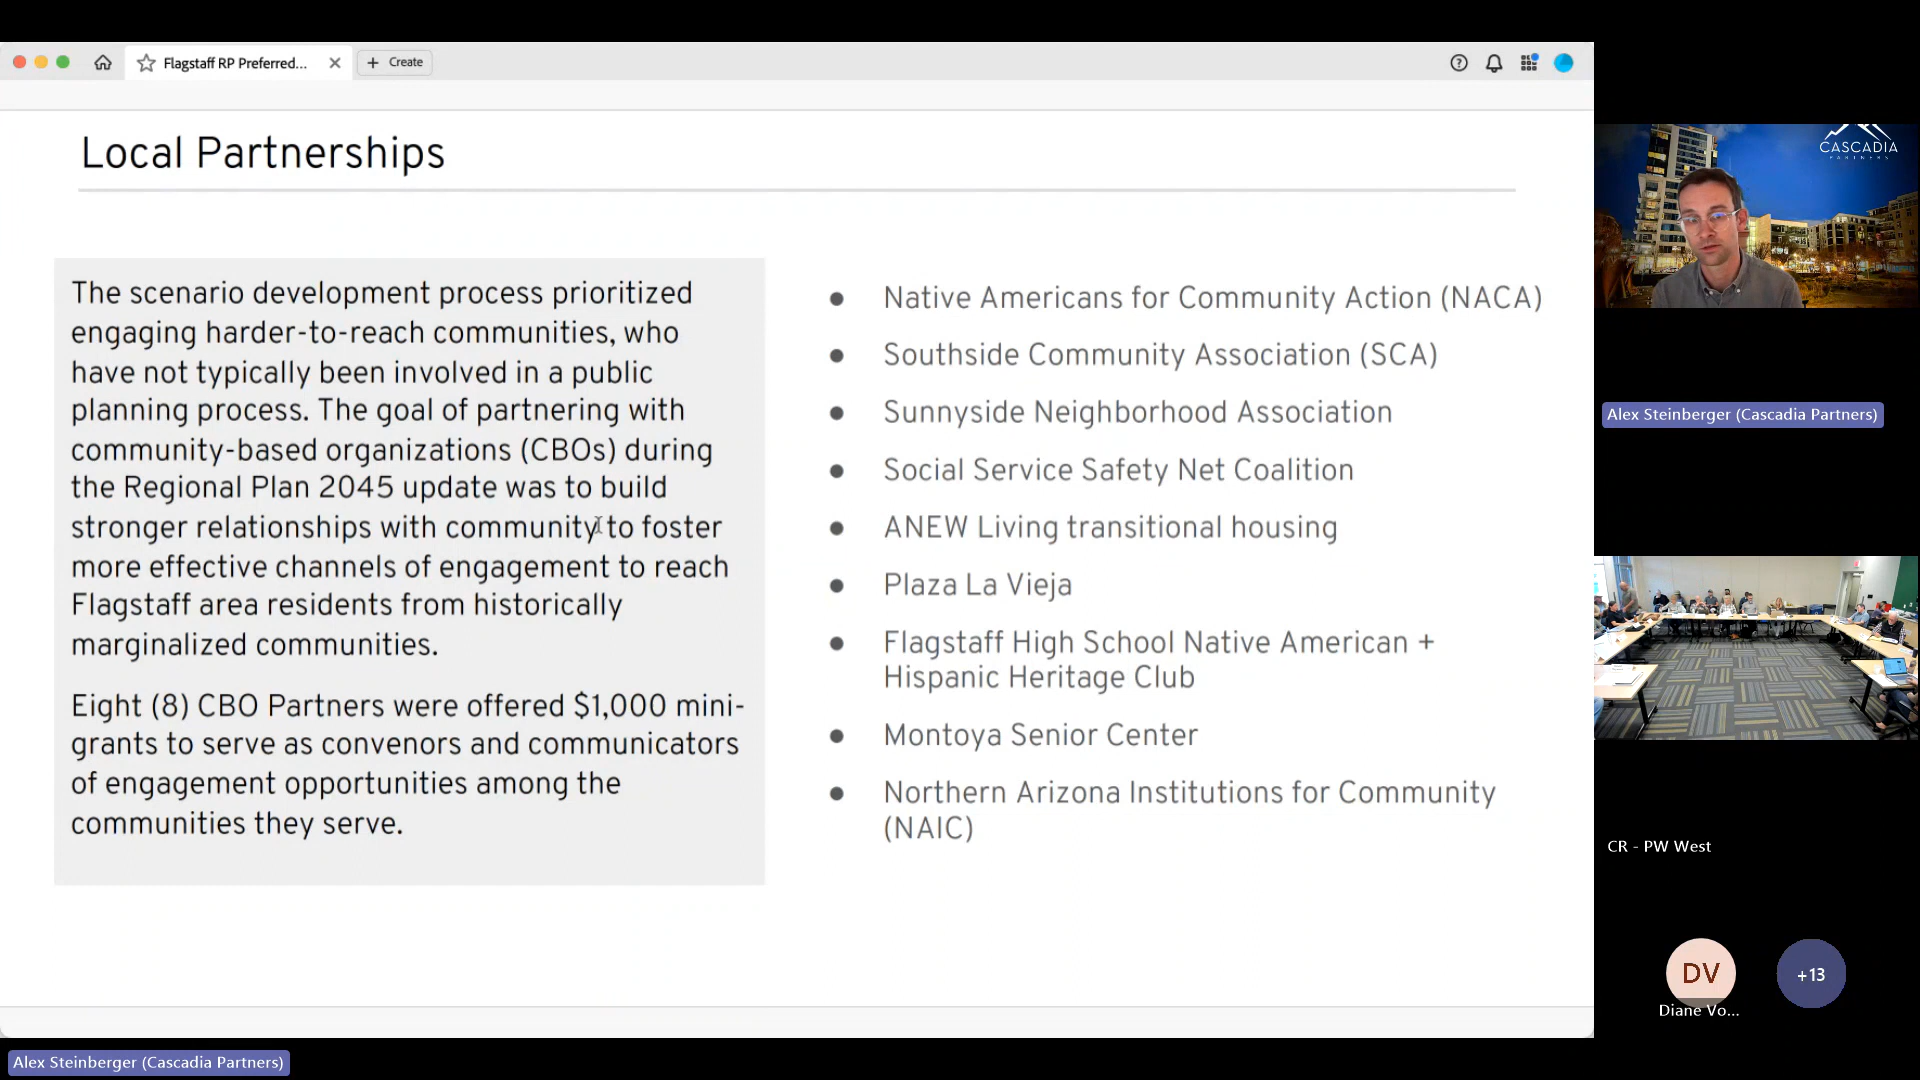 Flagstaff RP Preferred...
Create
Local Partnerships
The scenario development process prioritized
engaging harder-to-reach communities, who
have not typically been involved in a public
planning process. The goal of partnering with
community-based organizations (CBOs) during
the Regional Plan 2045 update was to build
stronger relationships with community to foster
more effective channels of engagement to reach
Flagstaff area residents from historically
marginalized communities.
Eight (8) CBO Partners were offered $1,000 mini-
grants to serve as convenors and communicators
of engagement opportunities among the
communities they serve.
Native Americans for Community Action (NACA)
Southside Community Association (SCA)
Sunnyside Neighborhood Association
Social Service Safety Net Coalition
ANEW Living transitional housing
Plaza La Vieja
Flagstaff High School Native American +
Hispanic Heritage Club
Montoya Senior Center
Northern Arizona Institutions for Community
(NAIC)
CASCADIA
PARTNERS
Alex Steinberger (Cascadia Partners)
CR - PW West
DV
Diane Vo...
+13
Alex Steinberger (Cascadia Partners)